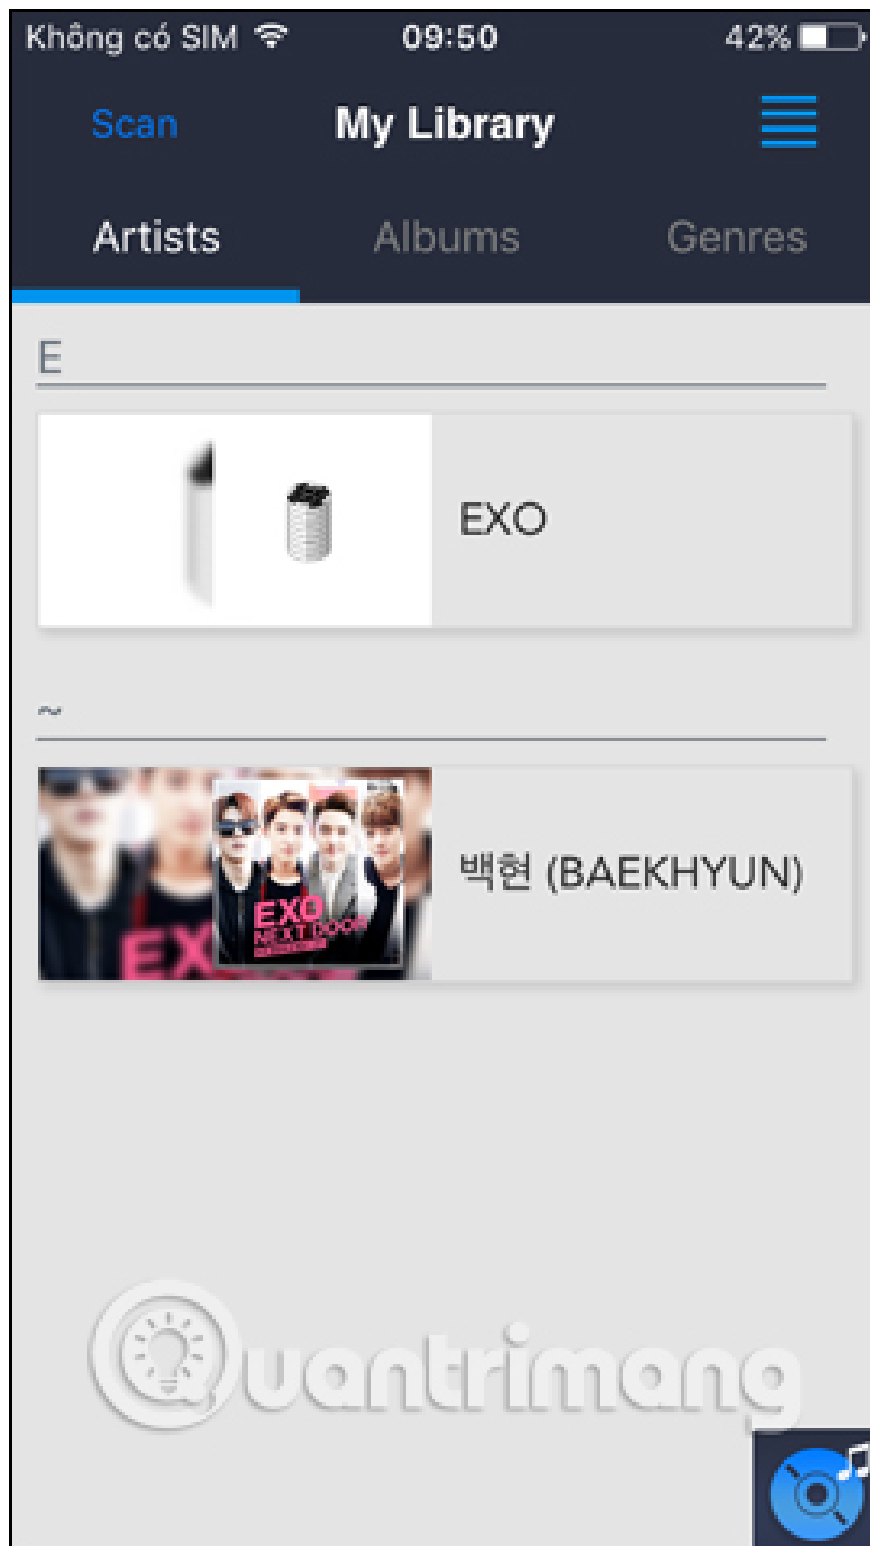 Không có SIM 09:50 42%
Scan My Library
Artists Albums Genres
E
EXO
~
EXO
NEXT DOOR
백현 (BAEKHYUN)
EX
Quantrimang